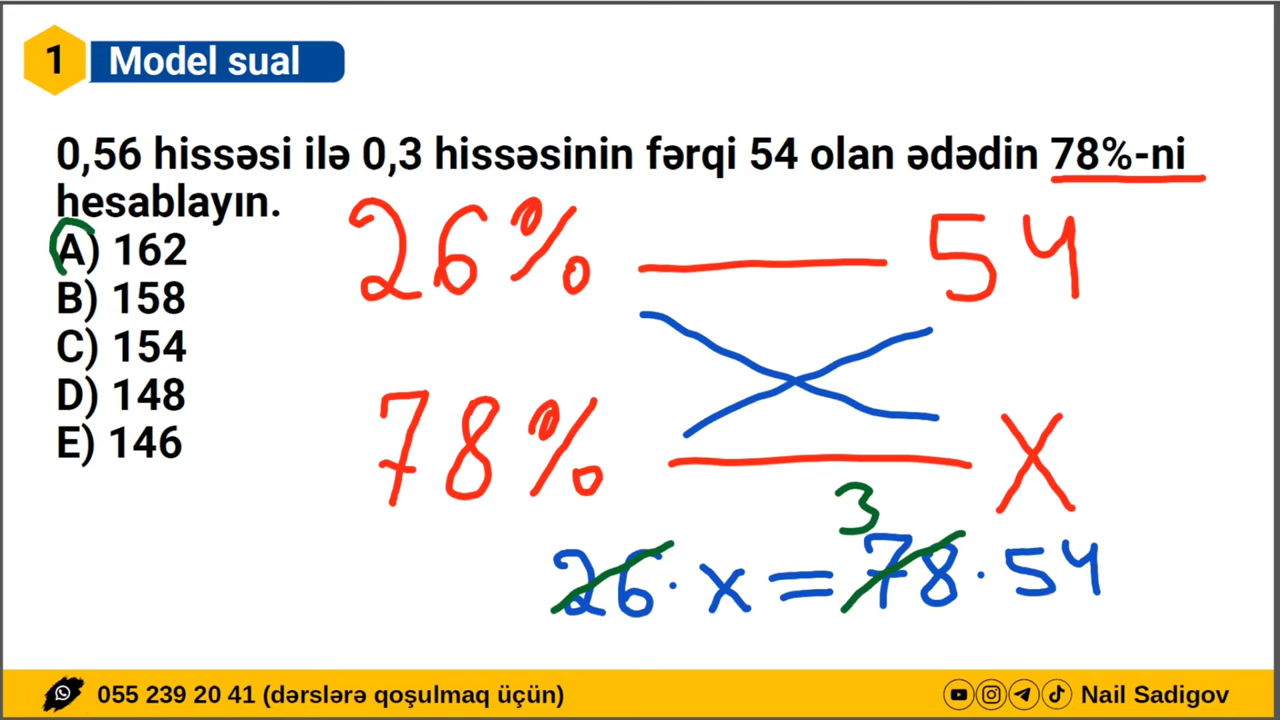 1 Model sual
0,56 hissəsi ilə 0,3 hissəsinin fərqi 54 olan ədədin 78%-ni
hesablayın.
A) 162
B) 158
C) 154
D) 148
E) 146
26% 54
78% X
3
26 · x = 78 · 54
055 239 20 41 (dərslərə qoşulmaq üçün)
Nail Sadigov